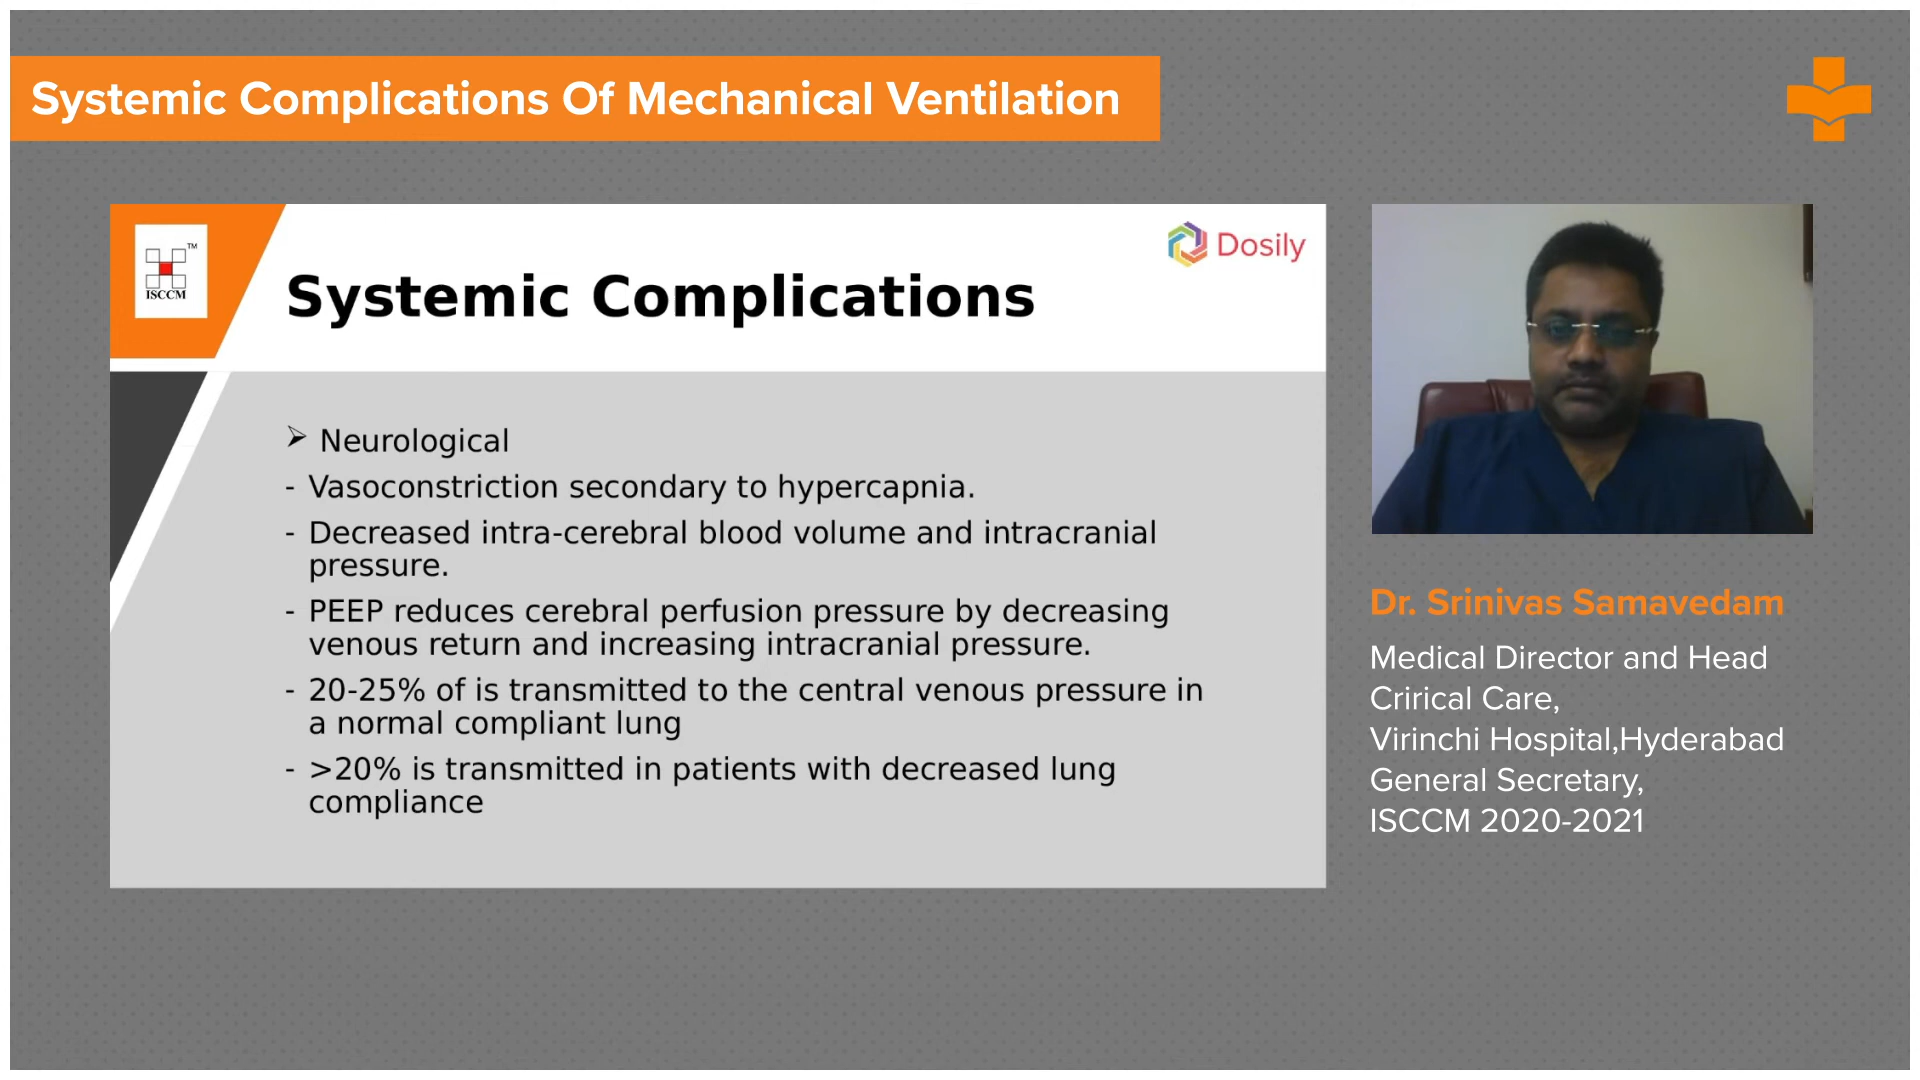 Systemic Complications Of Mechanical Ventilation
TM
ISCCM
Dosily
Systemic Complications
➢ Neurological
- Vasoconstriction secondary to hypercapnia.
- Decreased intra-cerebral blood volume and intracranial
pressure.
- PEEP reduces cerebral perfusion pressure by decreasing
venous return and increasing intracranial pressure.
- 20-25% of is transmitted to the central venous pressure in
a normal compliant lung
- >20% is transmitted in patients with decreased lung
compliance
Dr. Srinivas Samavedam
Medical Director and Head
Crirical Care,
Virinchi Hospital,Hyderabad
General Secretary,
ISCCM 2020-2021